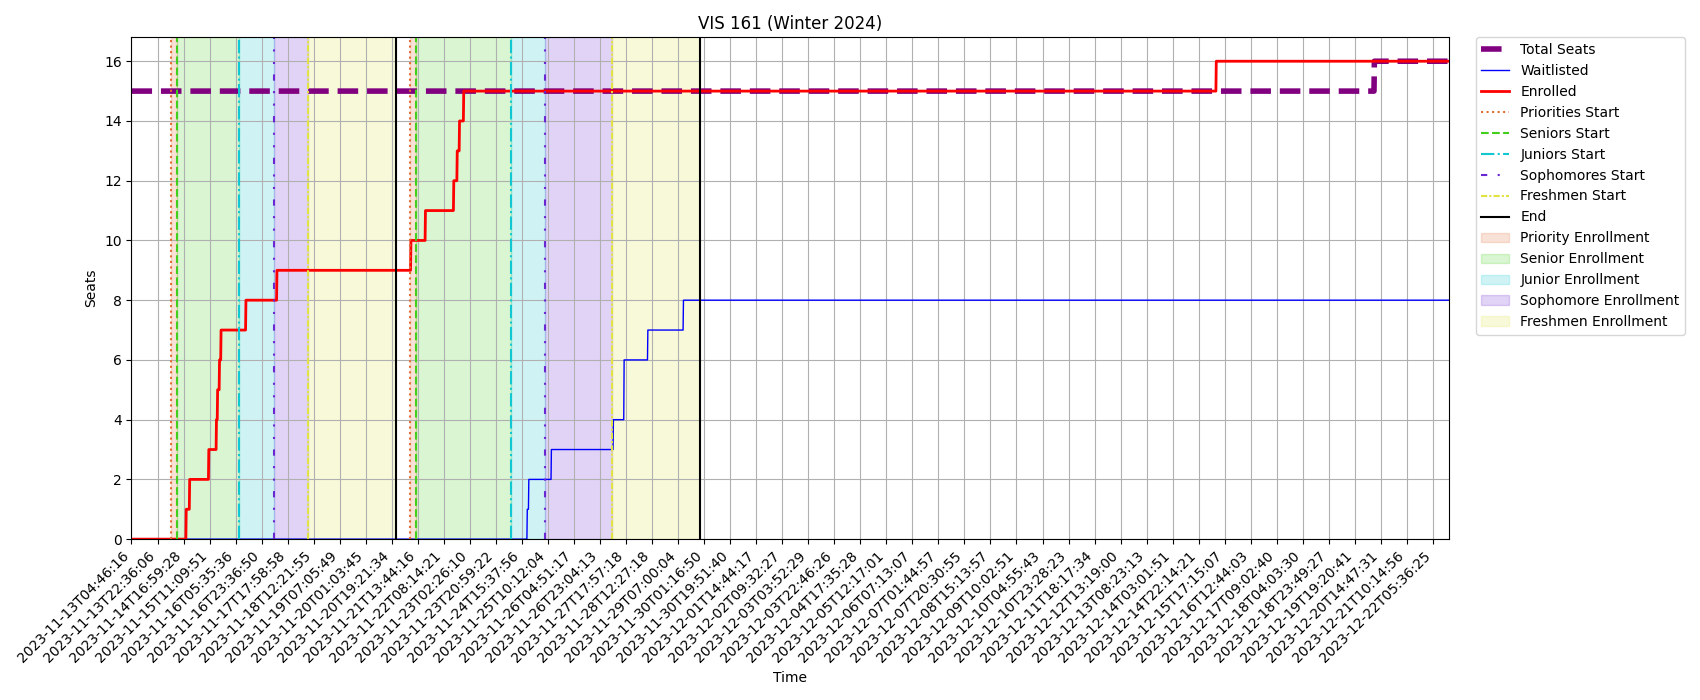 VIS 161 (Winter 2024)
Seats
16
14
12
10
8
6
4
2
0
2023-11-13T04:46:16
2023-11-13T22:36:06
2023-11-14T16:59:28
2023-11-15T11:09:51
2023-11-16T05:35:36
2023-11-16T23:36:50
2023-11-17T17:58:58
2023-11-18T12:21:55
2023-11-19T07:05:49
2023-11-20T01:03:45
2023-11-20T19:21:34
2023-11-21T13:44:16
2023-11-22T08:14:21
2023-11-23T02:26:10
2023-11-23T20:59:22
2023-11-24T15:37:56
2023-11-25T10:12:04
2023-11-26T04:51:17
2023-11-26T23:04:13
2023-11-27T17:57:18
2023-11-28T12:27:18
2023-11-29T07:00:04
2023-11-30T01:16:50
2023-11-30T19:51:40
2023-12-01T14:44:17
2023-12-02T09:32:27
2023-12-03T03:52:29
2023-12-03T22:46:26
2023-12-04T17:35:28
2023-12-05T12:17:01
2023-12-06T07:13:07
2023-12-07T01:44:57
2023-12-07T20:30:55
2023-12-08T15:13:57
2023-12-09T10:02:51
2023-12-10T04:55:43
2023-12-10T23:28:23
2023-12-11T18:17:34
2023-12-12T13:19:00
2023-12-13T08:23:13
2023-12-14T03:01:51
2023-12-14T22:14:21
2023-12-15T17:15:07
2023-12-16T12:44:03
2023-12-17T09:02:40
2023-12-18T04:03:30
2023-12-18T23:49:27
2023-12-19T19:20:41
2023-12-20T14:47:31
2023-12-21T10:14:56
2023-12-22T05:36:25
Time
Total Seats
Waitlisted
Enrolled
Priorities Start
Seniors Start
Juniors Start
Sophomores Start
Freshmen Start
End
Priority Enrollment
Senior Enrollment
Junior Enrollment
Sophomore Enrollment
Freshmen Enrollment